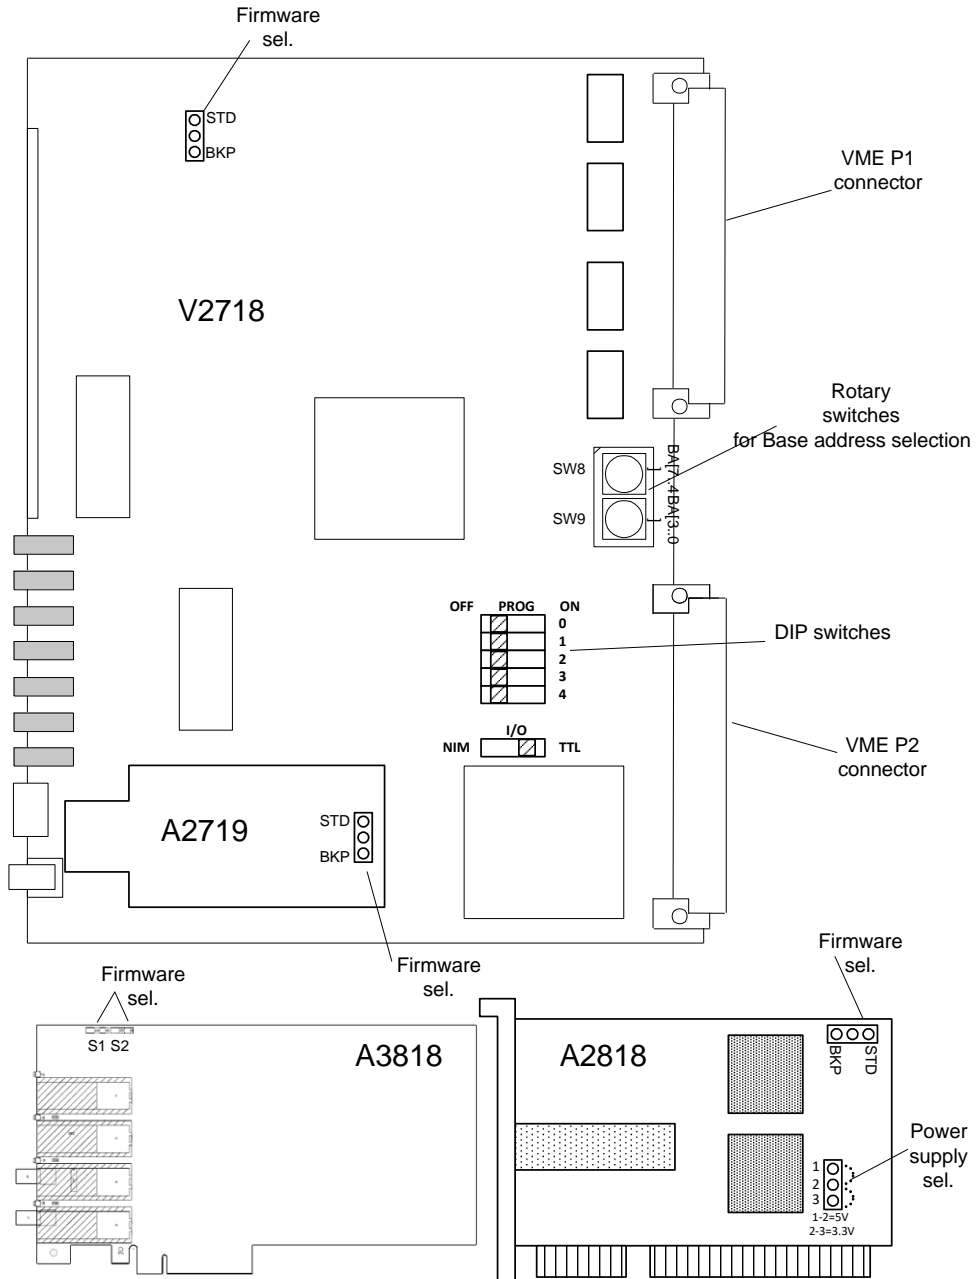 Firmware
sel.
STD
BKP
VME P1
connector
V2718
Rotary
switches
for Base address selection
SW8
SW9
BA[7..4]
BA[3..0]
OFF PROG ON
0
1
2
3
4
DIP switches
I/O
NIM TTL
VME P2
connector
A2719
STD
BKP
Firmware
sel.
Firmware
sel.
S1 S2
A3818
Firmware
sel.
A2818
BKP
STD
Power
supply
sel.
1
2
3
1-2=5V
2-3=3.3V